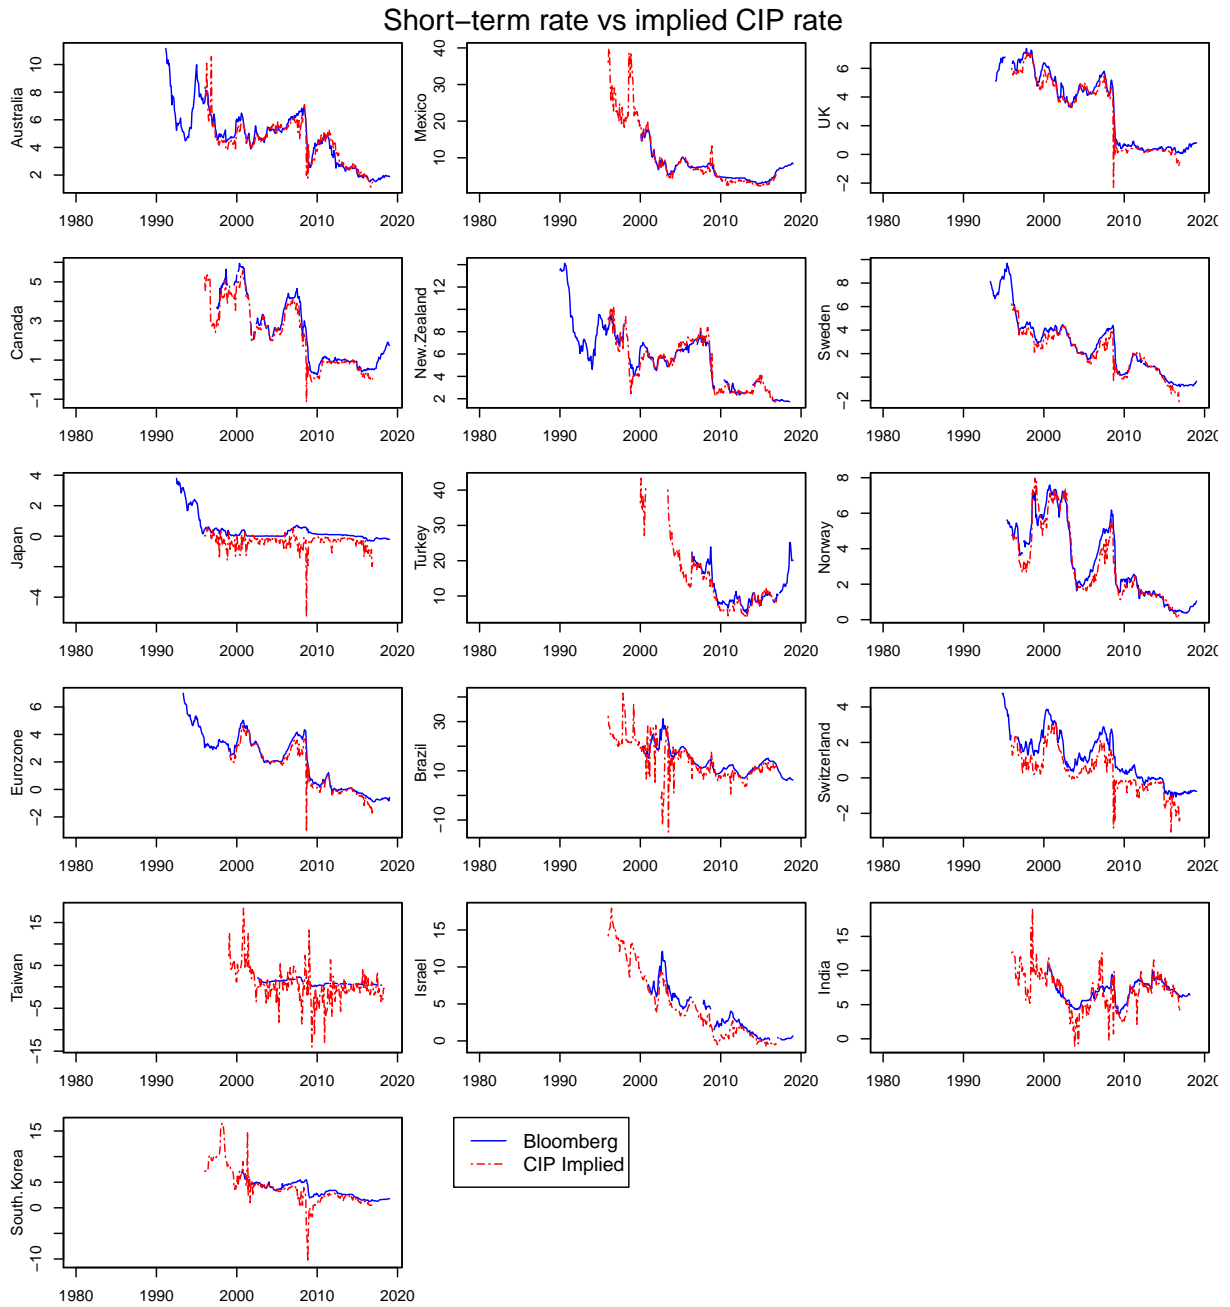 Short−term rate vs implied CIP rate
Australia
2 4 6 8 10
1980 1990 2000 2010 2020
Mexico
10 20 30 40
1980 1990 2000 2010 2020
UK
−2 0 2 4 6
1980 1990 2000 2010 2020
Canada
−1 1 3 5
1980 1990 2000 2010 2020
New.Zealand
2 4 6 8 12
1980 1990 2000 2010 2020
Sweden
−2 2 4 6 8
1980 1990 2000 2010 2020
Japan
−4 0 2 4
1980 1990 2000 2010 2020
Turkey
10 20 30 40
1980 1990 2000 2010 2020
Norway
0 2 4 6 8
1980 1990 2000 2010 2020
Eurozone
−2 0 2 4 6
1980 1990 2000 2010 2020
Brazil
−10 10 30
1980 1990 2000 2010 2020
Switzerland
−2 0 2 4
1980 1990 2000 2010 2020
Taiwan
−15 −5 5 15
1980 1990 2000 2010 2020
Israel
0 5 10 15
1980 1990 2000 2010 2020
India
0 5 10 15
1980 1990 2000 2010 2020
South.Korea
−10 0 5 15
1980 1990 2000 2010 2020
Bloomberg
CIP Implied